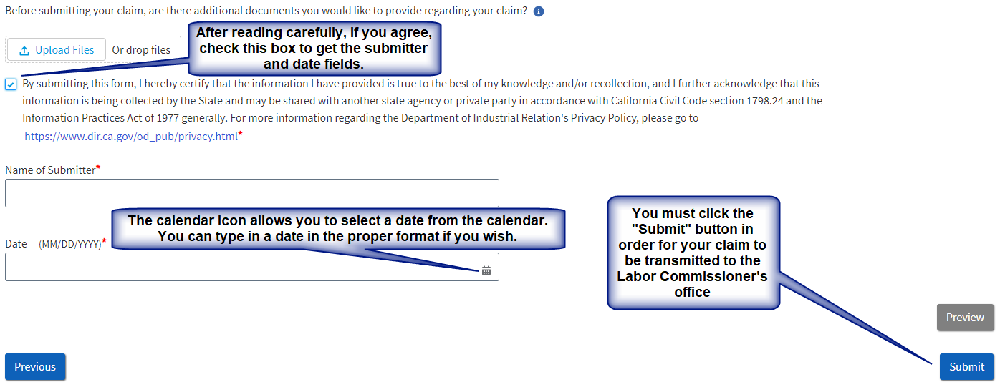 Before submitting your claim, are there additional documents you would like to provide regarding your claim?
Upload Files Or drop files
After reading carefully, if you agree,
check this box to get the submitter
and date fields.
By submitting this form, I hereby certify that the information I have provided is true to the best of my knowledge and/or recollection, and I further acknowledge that this
information is being collected by the State and may be shared with another state agency or private party in accordance with California Civil Code section 1798.24 and the
Information Practices Act of 1977 generally. For more information regarding the Department of Industrial Relation's Privacy Policy, please go to
https://www.dir.ca.gov/od_pub/privacy.html*
Name of Submitter*
The calendar icon allows you to select a date from the calendar.
You can type in a date in the proper format if you wish.
Date (MM/DD/YYYY)*
You must click the
"Submit" button in
order for your claim to
be transmitted to the
Labor Commissioner's
office
Preview
Previous
Submit